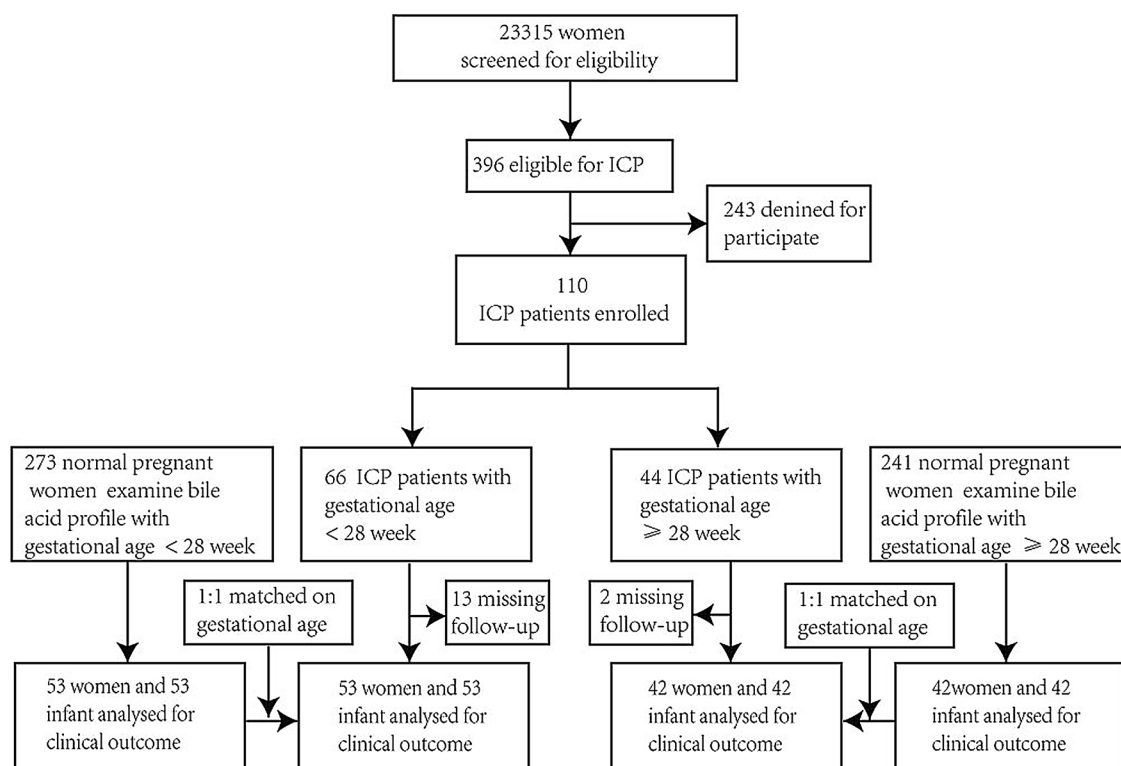 23315 women
screened for eligibility
396 eligible for ICP
243 denined for
participate
110
ICP patients enrolled
273 normal pregnant
women examine bile
acid profile with
gestational age < 28 week
66 ICP patients with
gestational age
< 28 week
44 ICP patients with
gestational age
⩾ 28 week
241 normal pregnant
women examine bile
acid profile with
gestational age ⩾ 28 week
1:1 matched on
gestational age
13 missing
follow-up
2 missing
follow-up
1:1 matched on
gestational age
53 women and 53
infant analysed for
clinical outcome
53 women and 53
infant analysed for
clinical outcome
42 women and 42
infant analysed for
clinical outcome
42women and 42
infant analysed for
clinical outcome